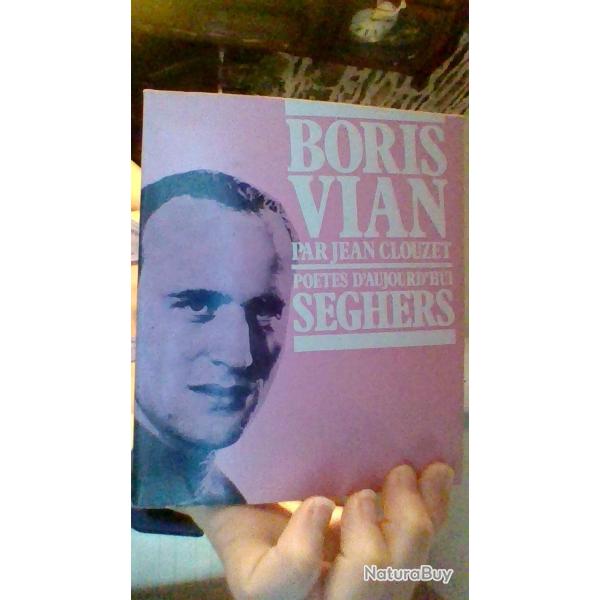 BORIS
VIAN
PAR JEAN CLOUZET
POETES D'AUJOURD'HUI
SEGHERS
NaturaBuy